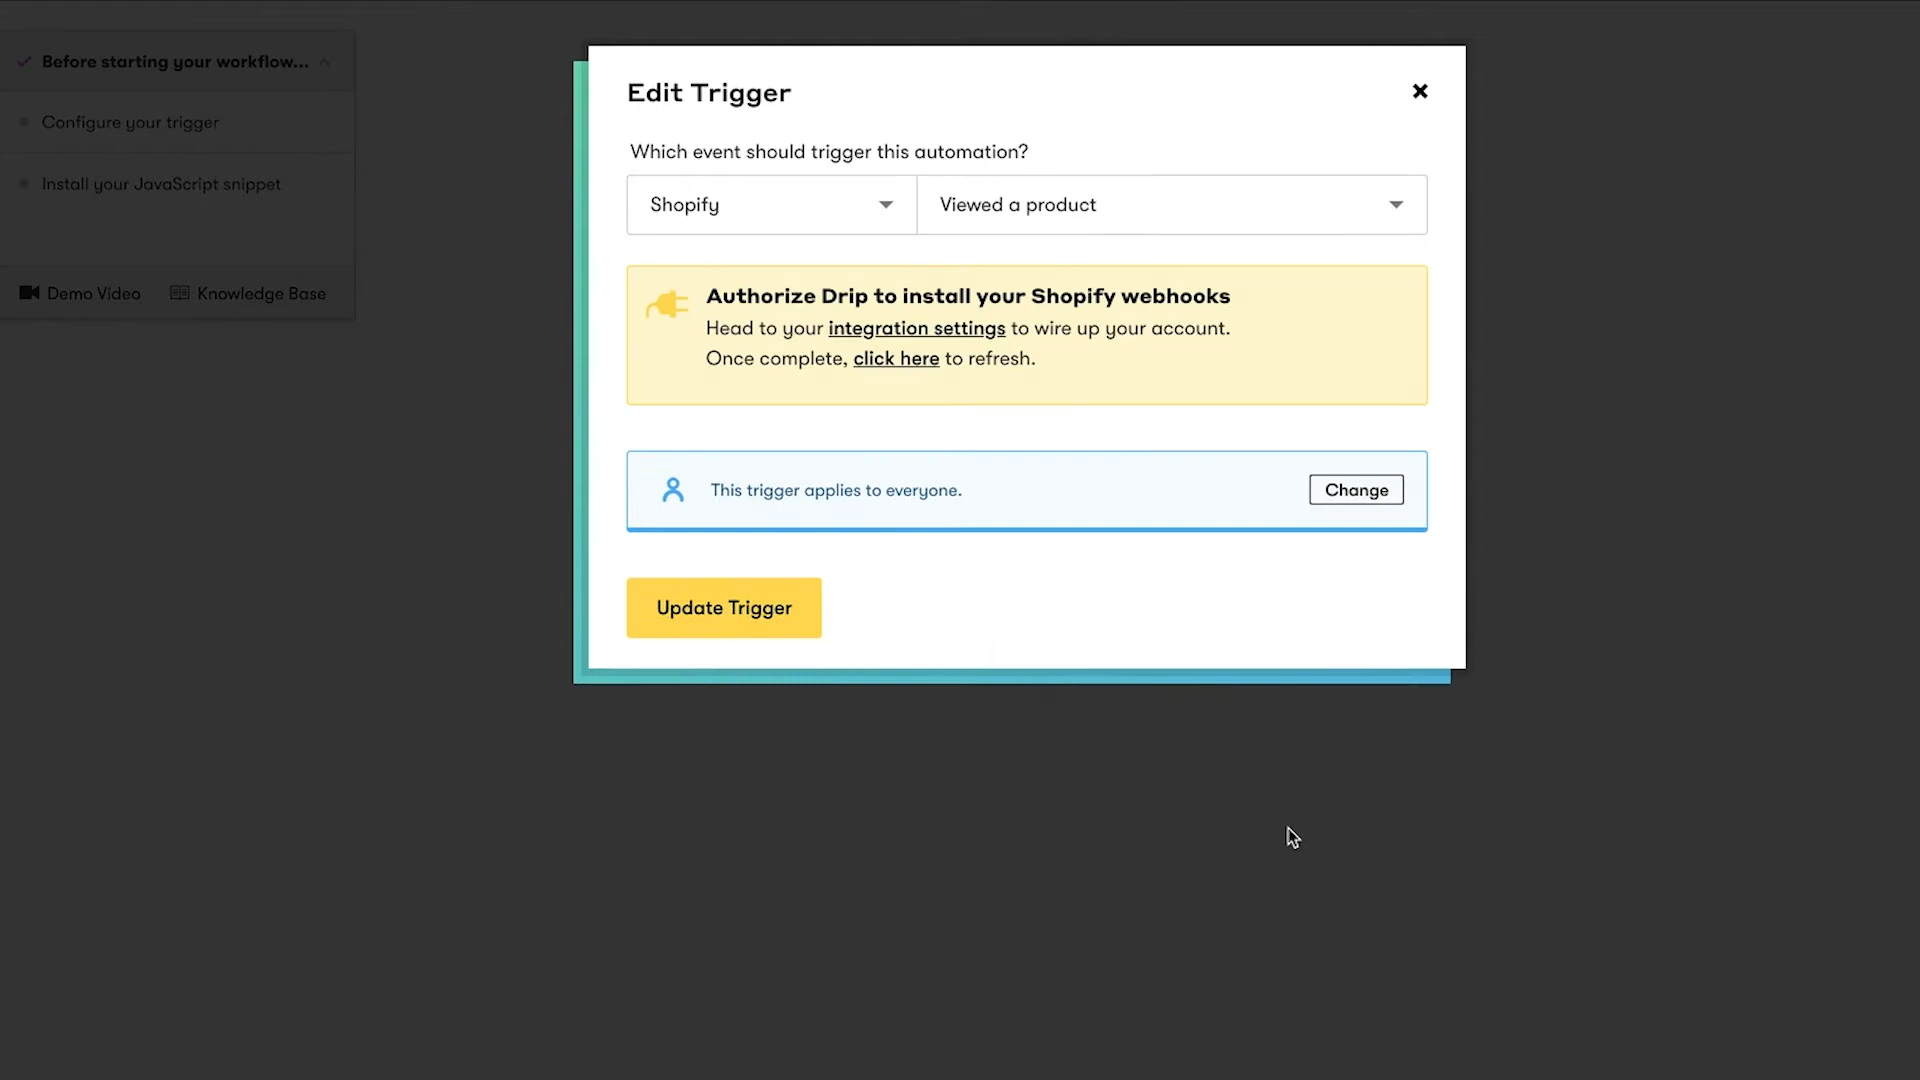 Before starting your workflow...
Configure your trigger
Install your JavaScript snippet
Demo Video
Knowledge Base
Edit Trigger
Which event should trigger this automation?
Shopify
Viewed a product
Authorize Drip to install your Shopify webhooks
Head to your integration settings to wire up your account.
Once complete, click here to refresh.
This trigger applies to everyone.
Change
Update Trigger